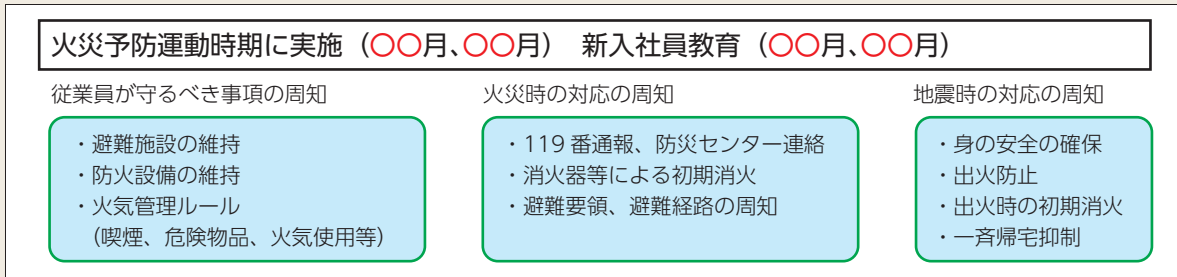 火災予防運動時期に実施（〇〇月、〇〇月）　新入社員教育（〇〇月、〇〇月）
従業員が守るべき事項の周知
・避難施設の維持
・防火設備の維持
・火気管理ルール
（喫煙、危険物品、火気使用等）
火災時の対応の周知
・119番通報、防災センター連絡
・消火器等による初期消火
・避難要領、避難経路の周知
地震時の対応の周知
・身の安全の確保
・出火防止
・出火時の初期消火
・一斉帰宅抑制